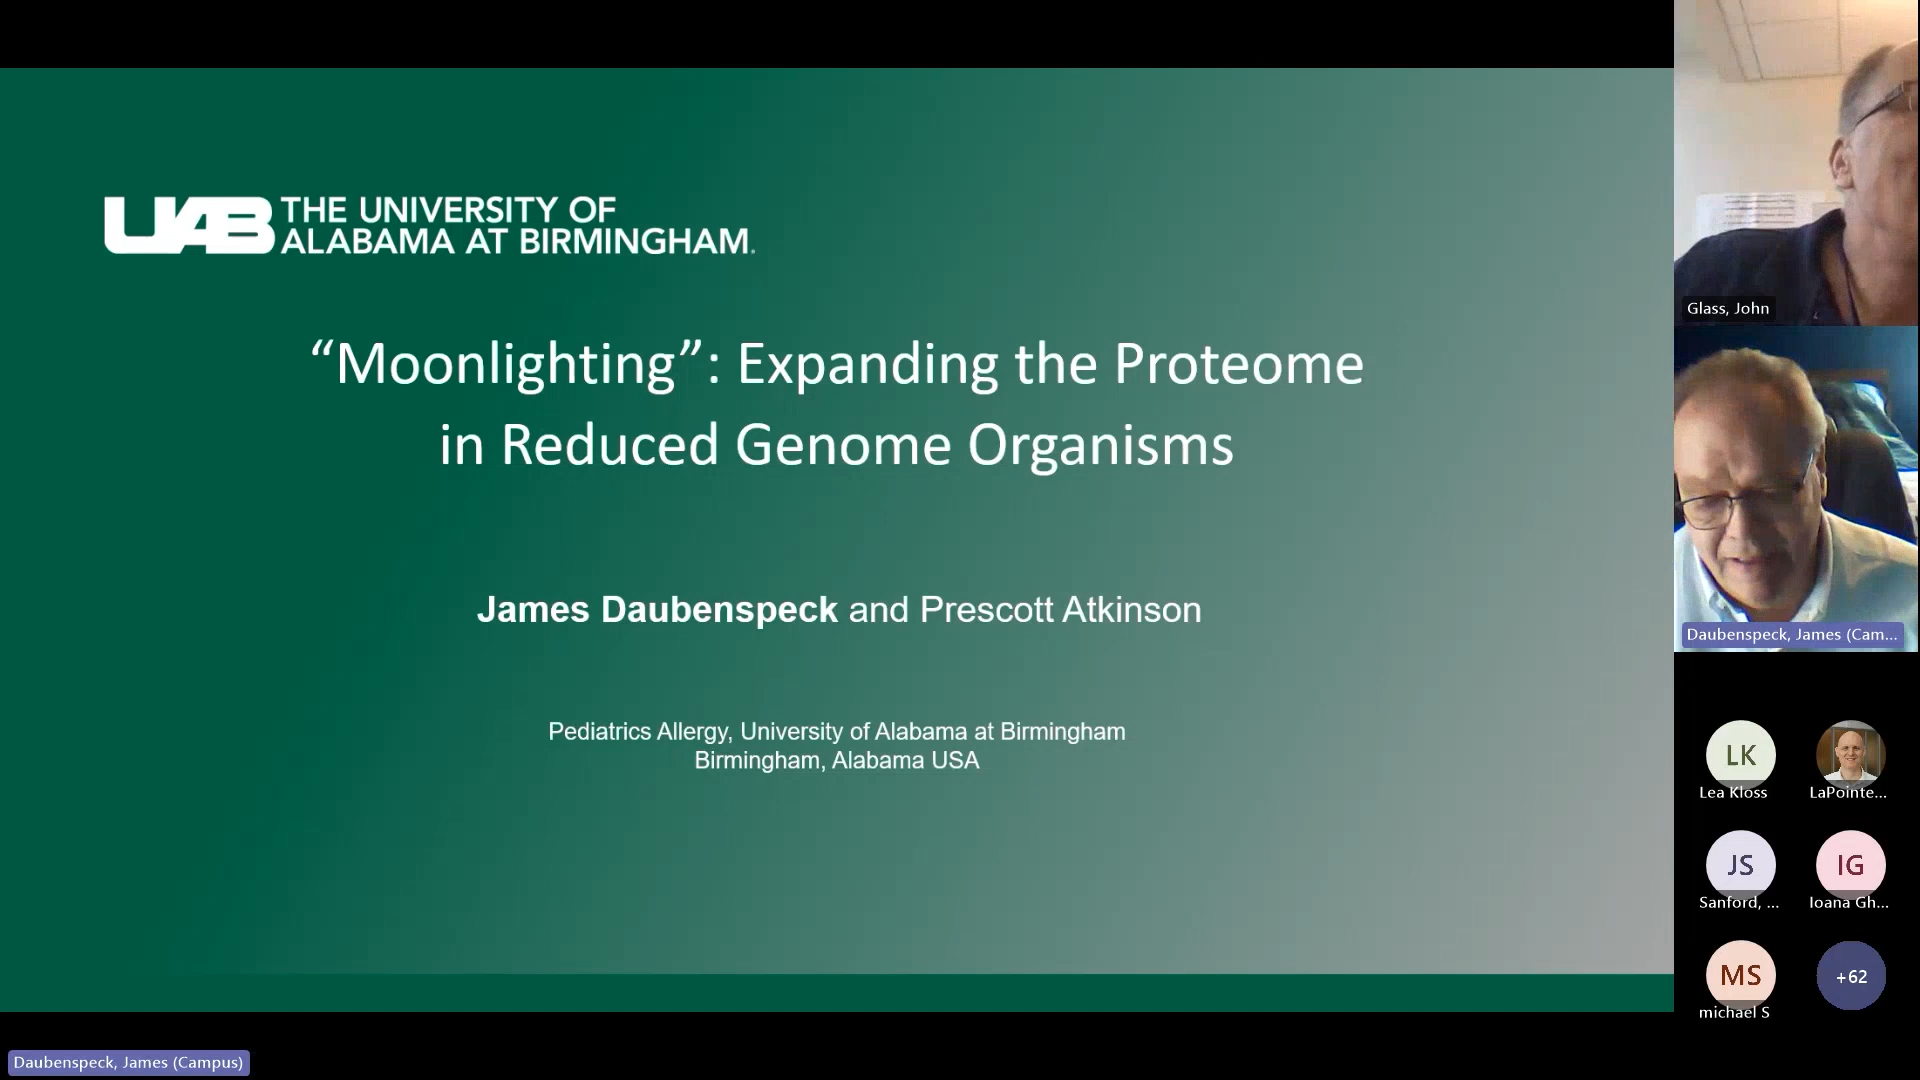 UAB THE UNIVERSITY OF
ALABAMA AT BIRMINGHAM.
“Moonlighting”: Expanding the Proteome
in Reduced Genome Organisms
James Daubenspeck and Prescott Atkinson
Pediatrics Allergy, University of Alabama at Birmingham
Birmingham, Alabama USA
Glass, John
Daubenspeck, James (Cam...
LK
Lea Kloss
LaPointe...
JS
Sanford, ...
IG
Ioana Gh...
MS
michael S
+62
Daubenspeck, James (Campus)